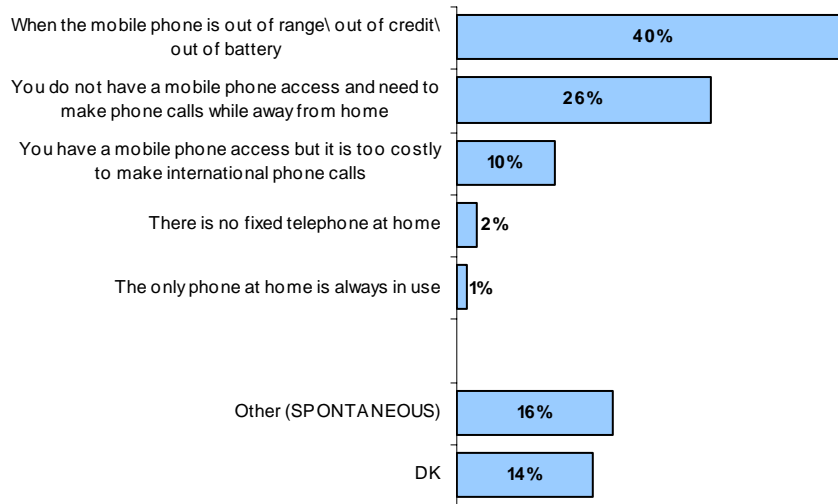 When the mobile phone is out of range\ out of credit\
out of battery
40%
You do not have a mobile phone access and need to
make phone calls while away from home
26%
You have a mobile phone access but it is too costly
to make international phone calls
10%
There is no fixed telephone at home
2%
The only phone at home is always in use
1%
Other (SPONTANEOUS)
16%
DK
14%